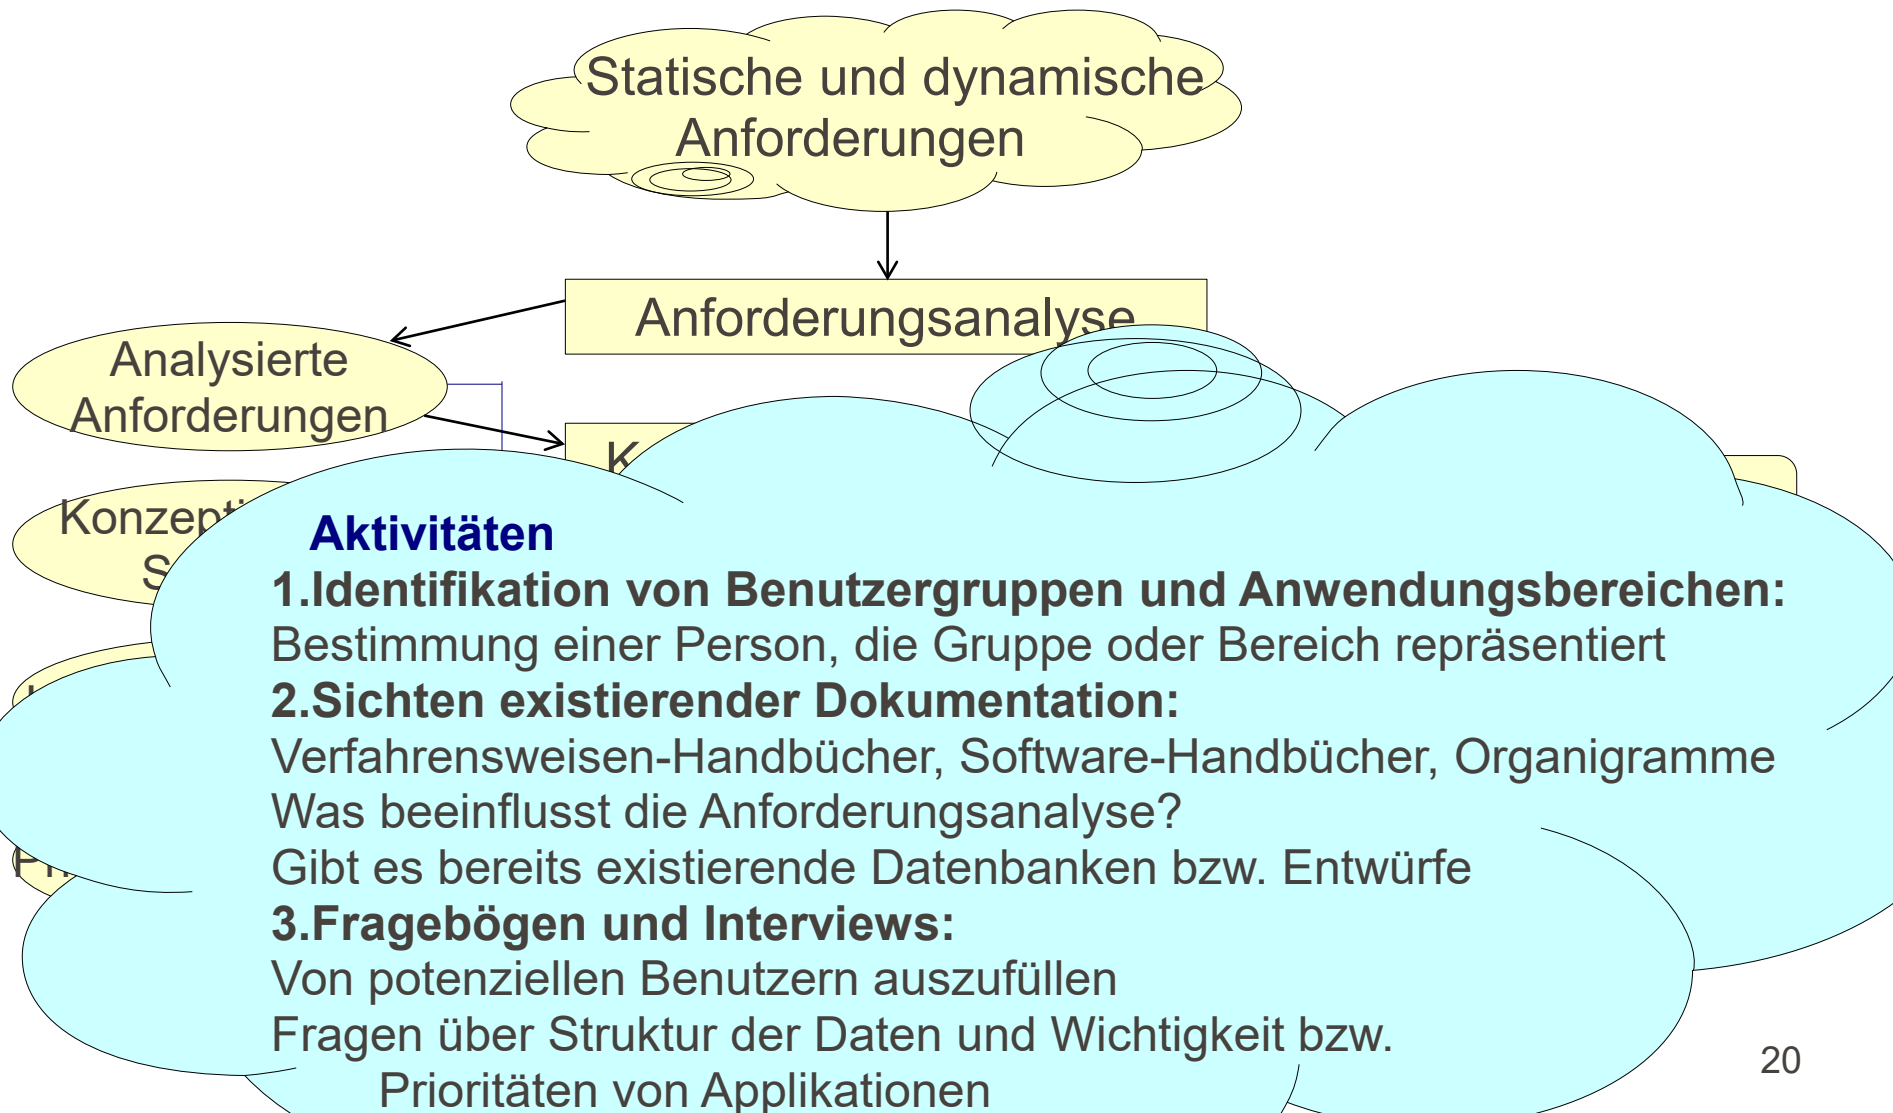 Statische und dynamische
Anforderungen
Anforderungsanalyse
Analysierte
Anforderungen
Aktivitäten
1.Identifikation von Benutzergruppen und Anwendungsbereichen:
Bestimmung einer Person, die Gruppe oder Bereich repräsentiert
2.Sichten existierender Dokumentation:
Verfahrensweisen-Handbücher, Software-Handbücher, Organigramme
Was beeinflusst die Anforderungsanalyse?
Gibt es bereits existierende Datenbanken bzw. Entwürfe
3.Fragebögen und Interviews:
Von potenziellen Benutzern auszufüllen
Fragen über Struktur der Daten und Wichtigkeit bzw.
Prioritäten von Applikationen
20